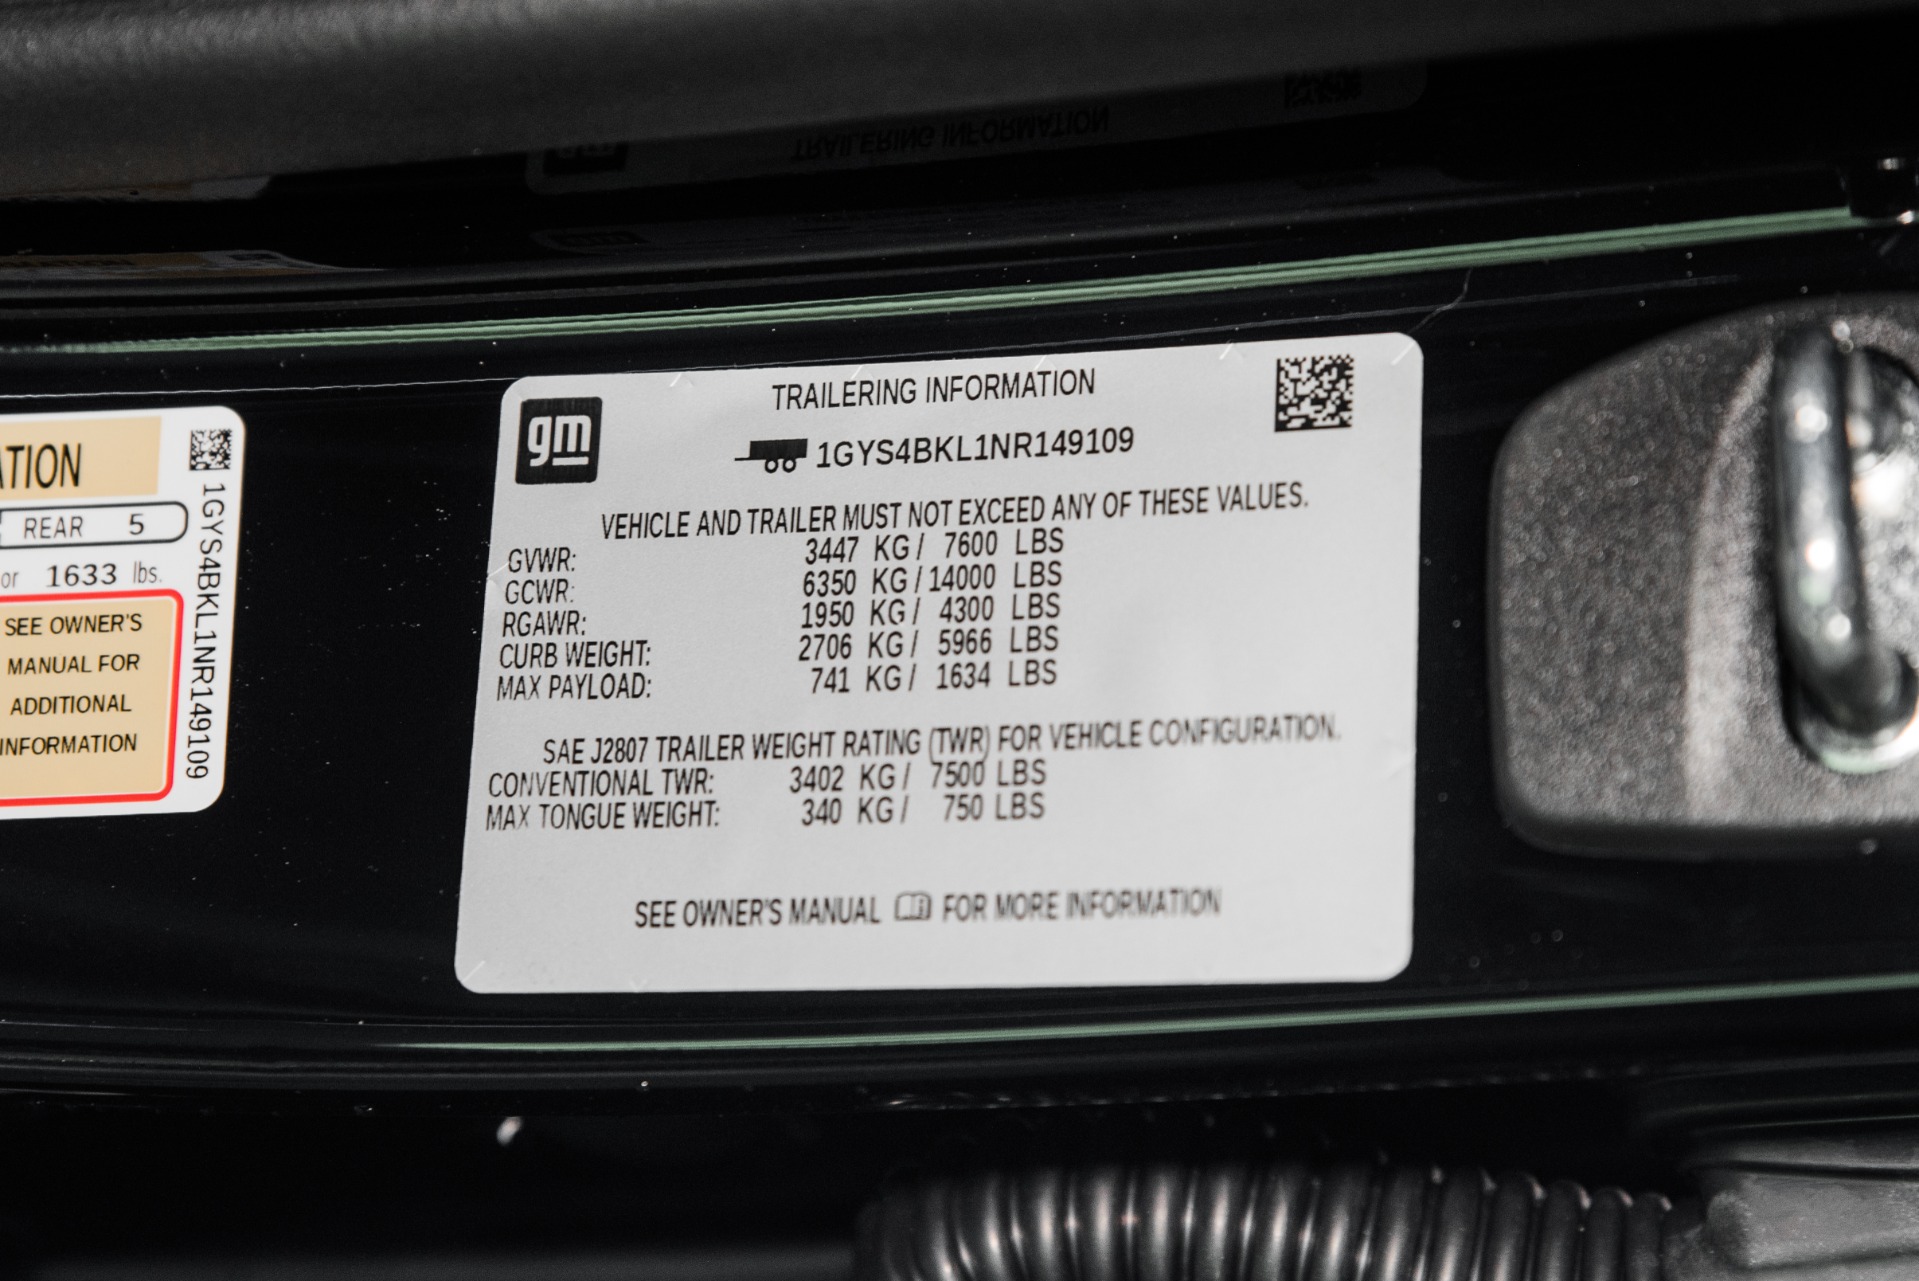 ATION
REAR 5
or 1633 lbs.
SEE OWNER'S
MANUAL FOR
ADDITIONAL
INFORMATION
1GYS4BKL1NR149109
gm
TRAILERING INFORMATION
1GYS4BKL1NR149109
VEHICLE AND TRAILER MUST NOT EXCEED ANY OF THESE VALUES.
GVWR: 3447 KG / 7600 LBS
GCWR: 6350 KG / 14000 LBS
RGAWR: 1950 KG / 4300 LBS
CURB WEIGHT: 2706 KG / 5966 LBS
MAX PAYLOAD: 741 KG / 1634 LBS
SAE J2807 TRAILER WEIGHT RATING (TWR) FOR VEHICLE CONFIGURATION.
CONVENTIONAL TWR: 3402 KG / 7500 LBS
MAX TONGUE WEIGHT: 340 KG / 750 LBS
SEE OWNER'S MANUAL FOR MORE INFORMATION